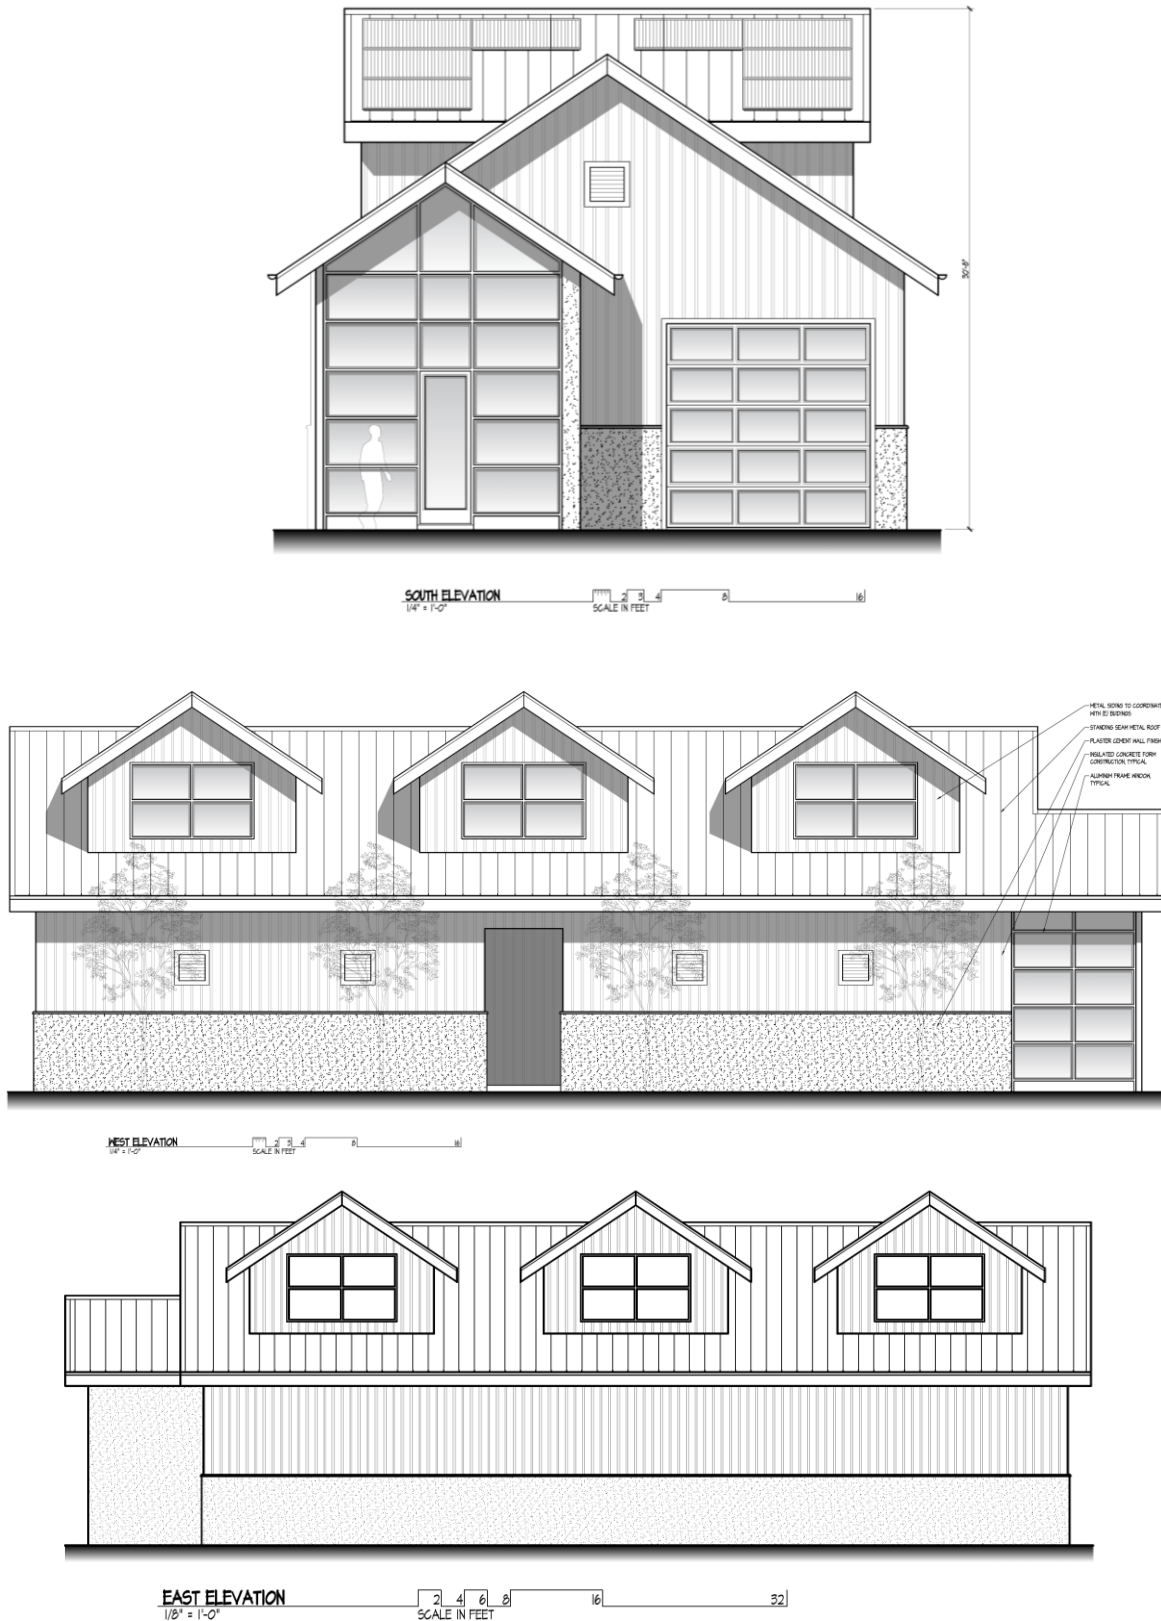 30'-8"
SOUTH ELEVATION
1/4" = 1'-0"
2 3 4 8 16
SCALE IN FEET
METAL SIDING TO COORDINATE
WITH EJ BUIDINGS
STANDING SEAM METAL ROOF
PLASTER CEMENT WALL FINISH
INSULATED CONCRETE FORM
CONSTRUCTION, TYPICAL
ALUMINUM FRAME WINDOW,
TYPICAL
WEST ELEVATION
1/4" = 1'-0"
2 3 4 8 16
SCALE IN FEET
EAST ELEVATION
1/8" = 1'-0"
2 4 6 8 16 32
SCALE IN FEET